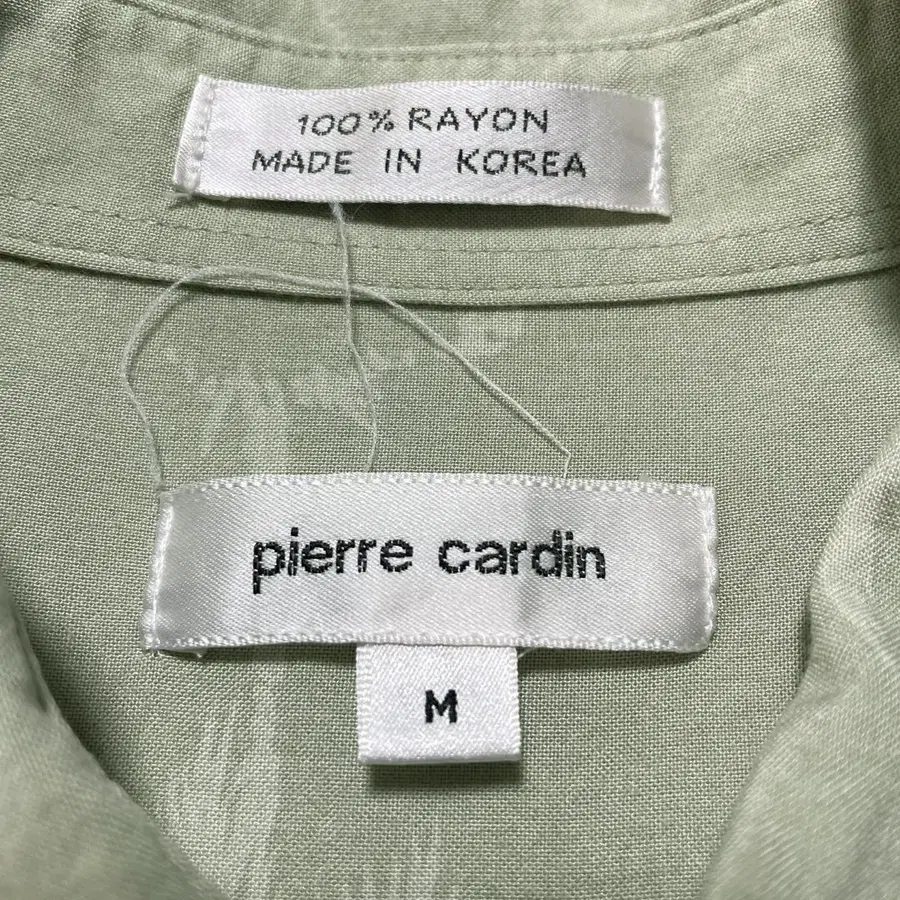 100% RAYON
MADE IN KOREA
pierre cardin
M